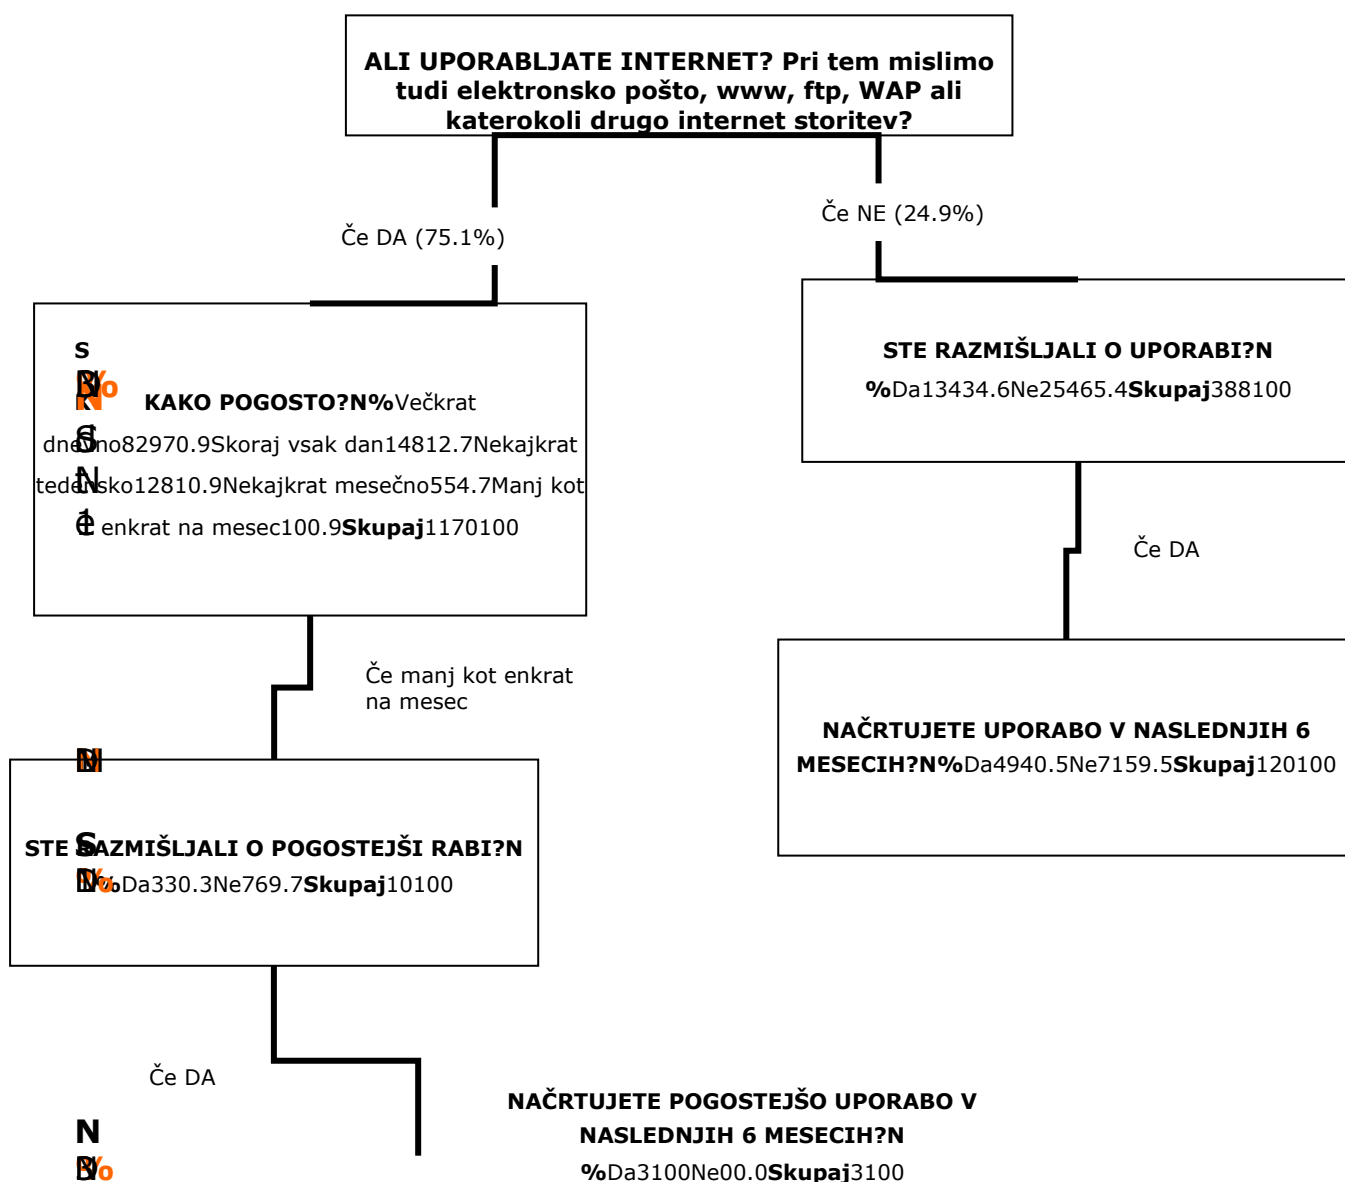 ALI UPORABLJATE INTERNET? Pri tem mislimo
tudi elektronsko pošto, www, ftp, WAP ali
katerokoli drugo internet storitev?
Če DA (75.1%)
Če NE (24.9%)
KAKO POGOSTO?N%Večkrat
dnevno82970.9Skoraj vsak dan14812.7Nekajkrat
tedensko12810.9Nekajkrat mesečno554.7Manj kot
enkrat na mesec100.9Skupaj1170100
STE RAZMIŠLJALI O UPORABI?N
%Da13434.6Ne25465.4Skupaj388100
Če DA
Če manj kot enkrat
na mesec
NAČRTUJETE UPORABO V NASLEDNJIH 6
MESECIH?N%Da4940.5Ne7159.5Skupaj120100
STE RAZMIŠLJALI O POGOSTEJŠI RABI?N
%Da330.3Ne769.7Skupaj10100
Če DA
NAČRTUJETE POGOSTEJŠO UPORABO V
NASLEDNJIH 6 MESECIH?N
%Da3100Ne00.0Skupaj3100